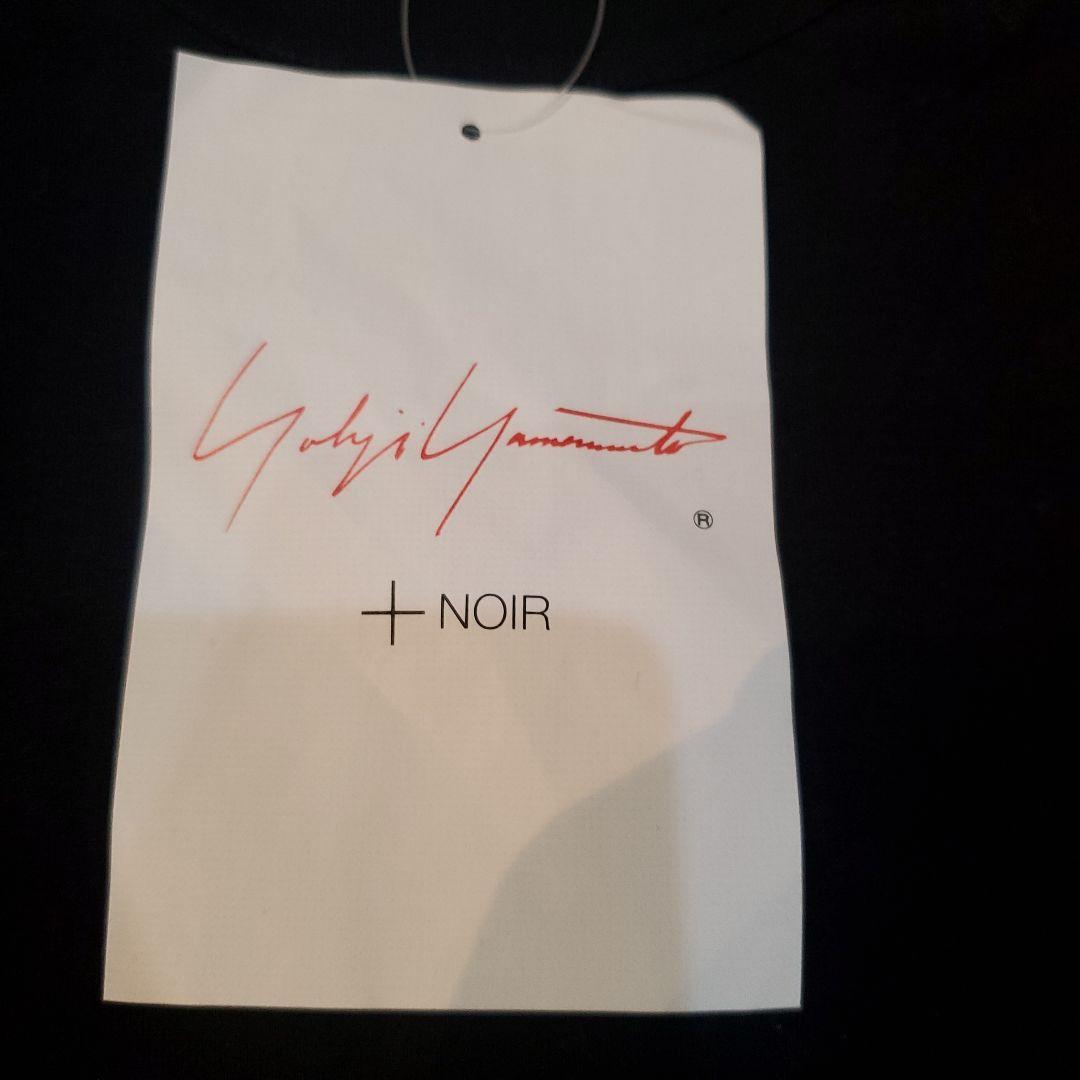 Yohji Yamamoto
®
+ NOIR